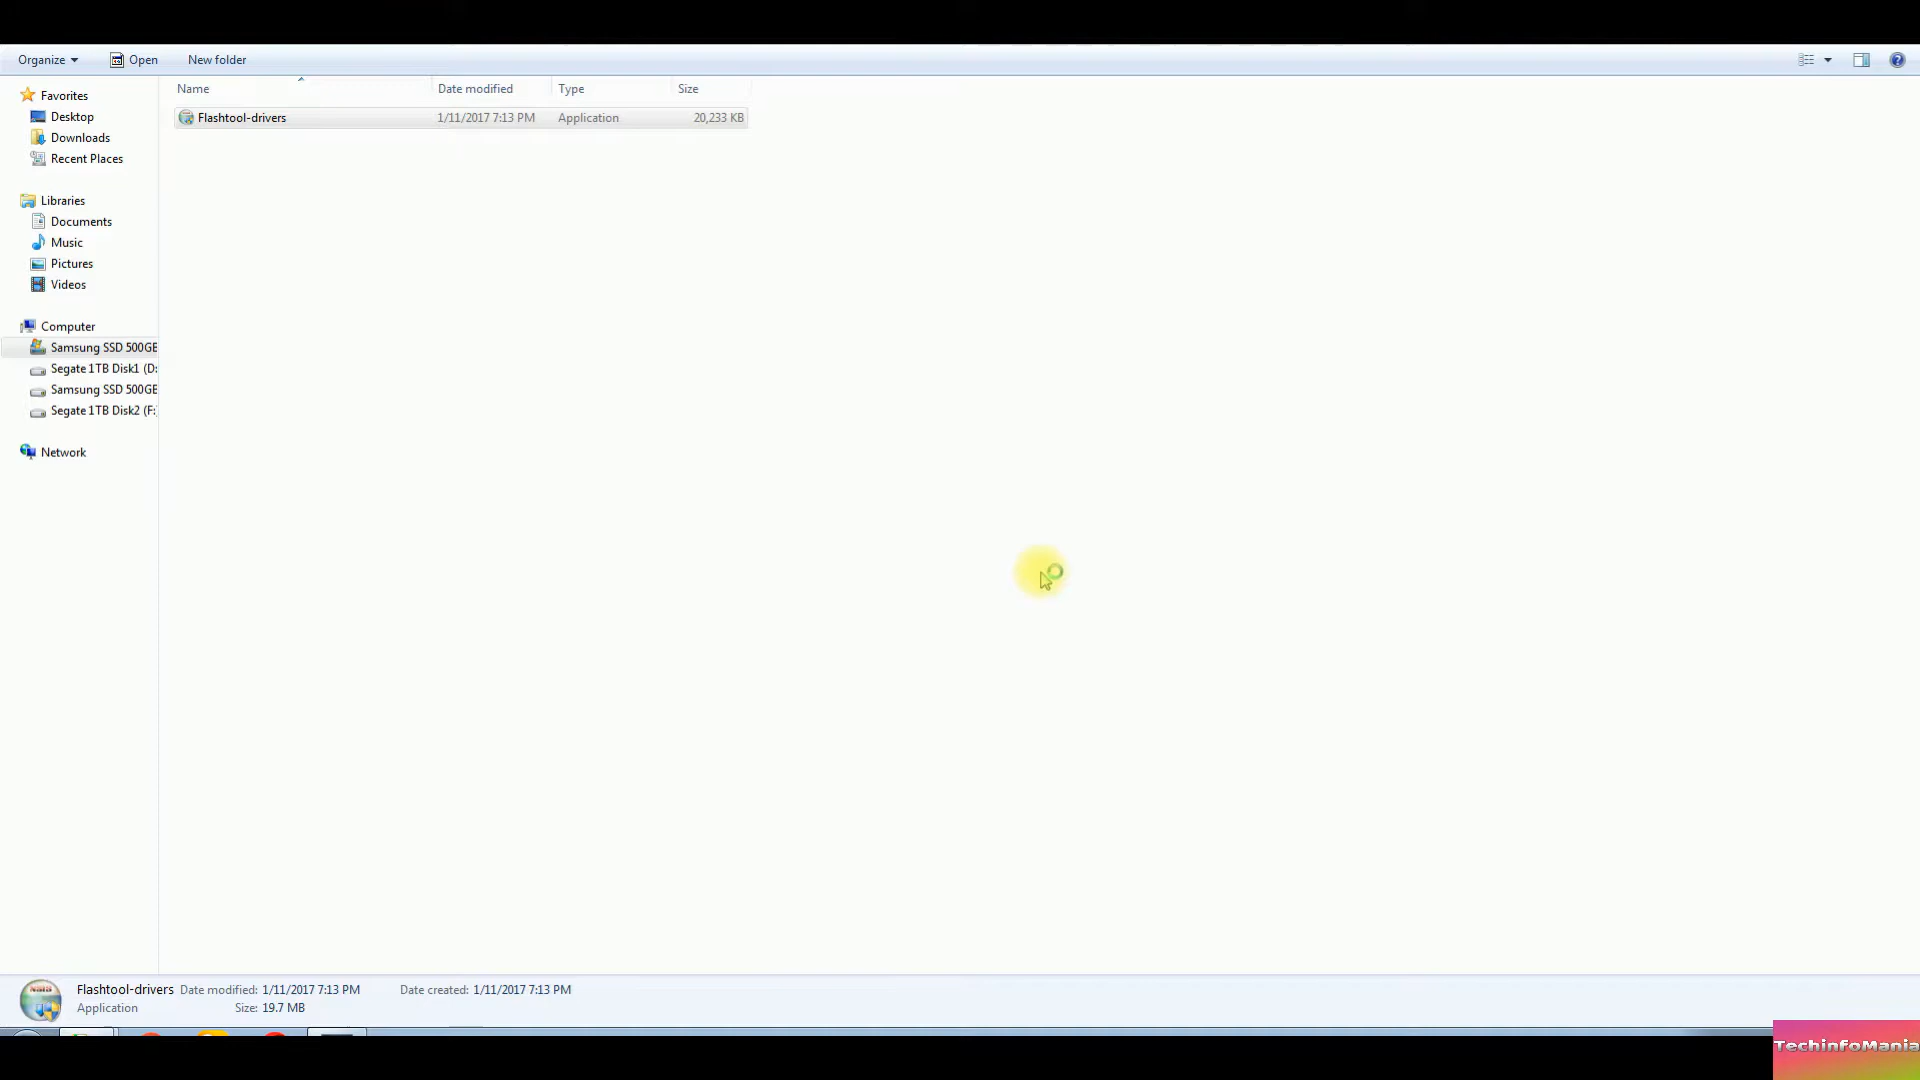 Organize Open New folder
Name Date modified Type Size
Flashtool-drivers 1/11/2017 7:13 PM Application 20,233 KB
Favorites
Desktop
Downloads
Recent Places
Libraries
Documents
Music
Pictures
Videos
Computer
Samsung SSD 500GB
Segate 1TB Disk1 (D:
Samsung SSD 500GB
Segate 1TB Disk2 (F:)
Network
Flashtool-drivers Date modified: 1/11/2017 7:13 PM Date created: 1/11/2017 7:13 PM
Application Size: 19.7 MB
TechinfoMania